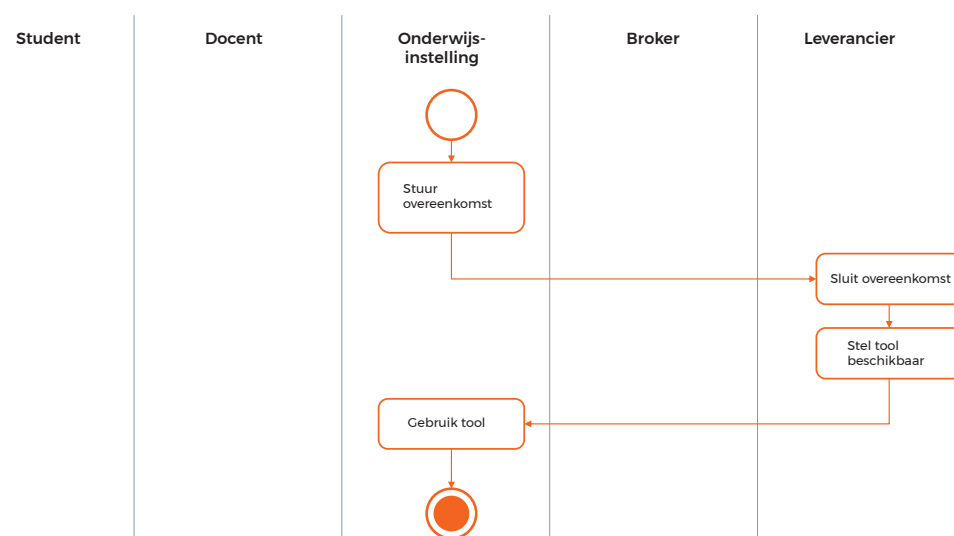 Student
Docent
Onderwijs-
instelling
Broker
Leverancier
Stuur
overeenkomst
Sluit overeenkomst
Stel tool
beschikbaar
Gebruik tool